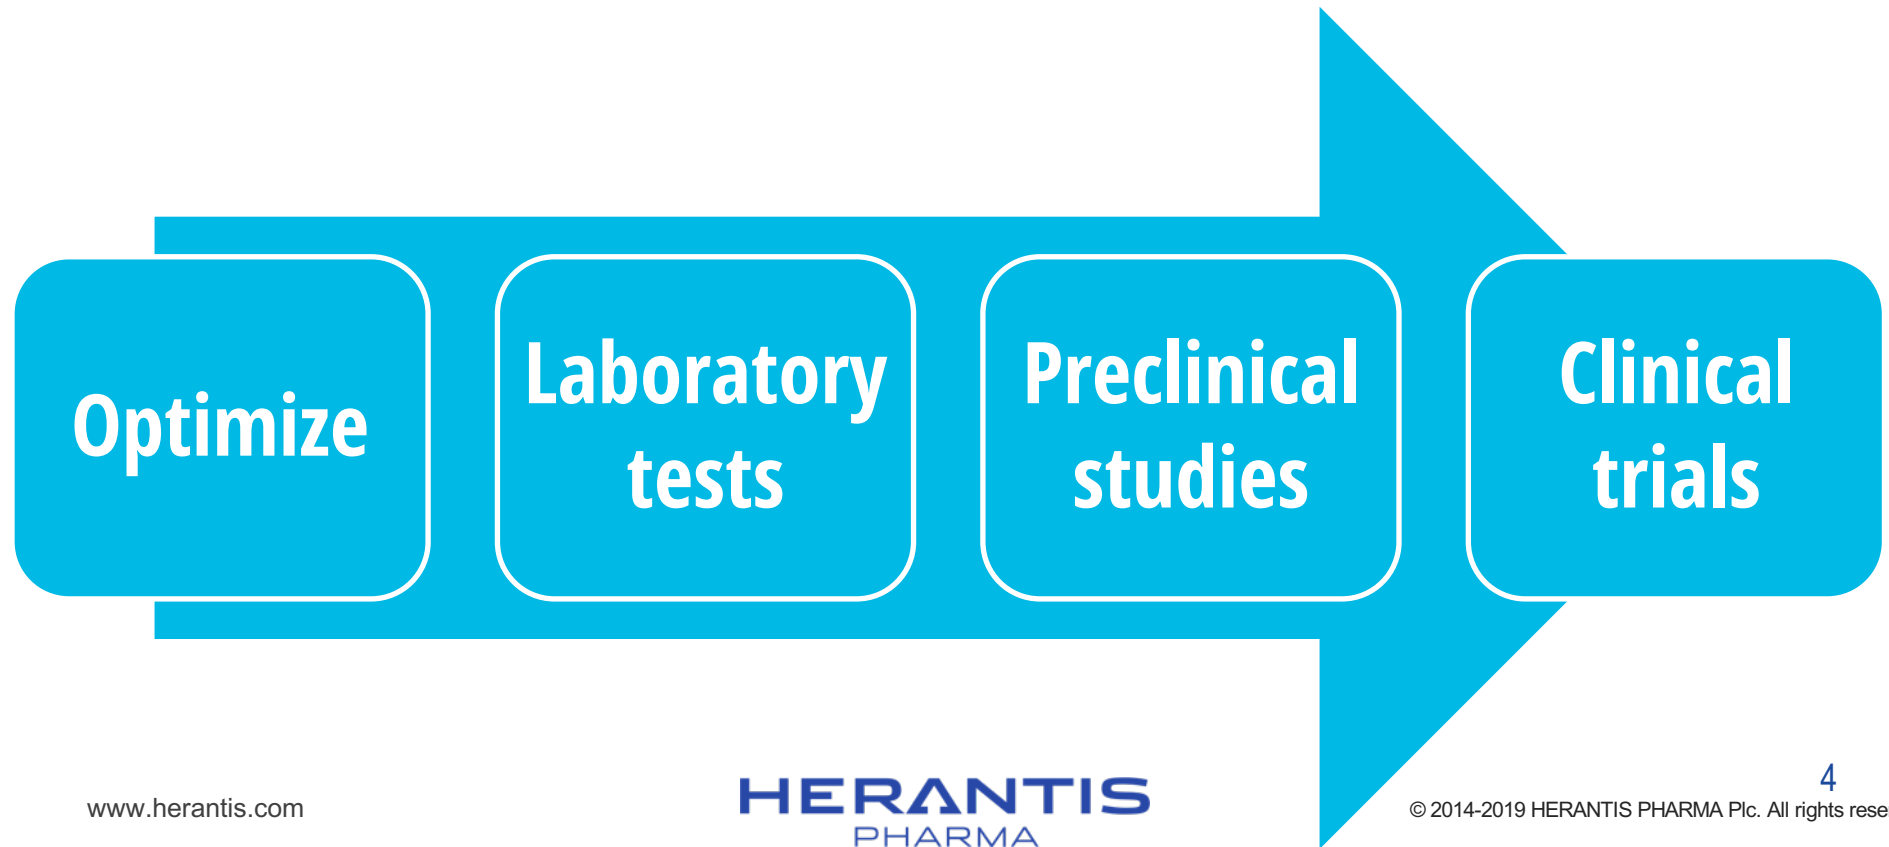 Optimize
Laboratory
tests
Preclinical
studies
Clinical
trials
www.herantis.com
HERANTIS
PHARMA
4
© 2014-2019 HERANTIS PHARMA Plc. All rights rese